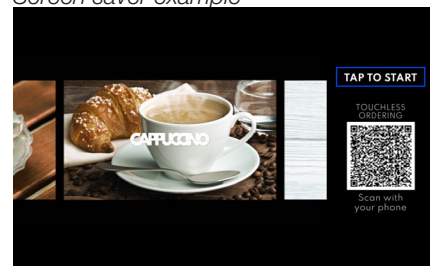 Screen saver example
CAPPUCCINO
TAP TO START
TOUCHLESS
ORDERING
Scan with
your phone